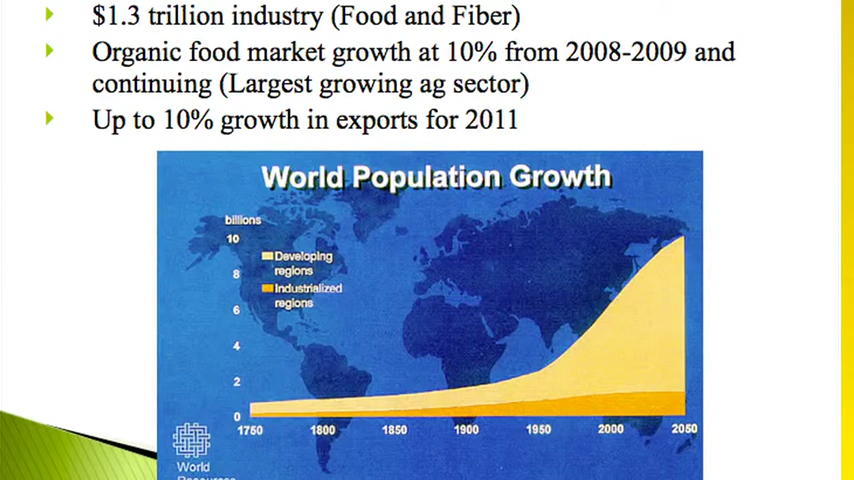 $1.3 trillion industry (Food and Fiber)
Organic food market growth at 10% from 2008-2009 and
continuing (Largest growing ag sector)
Up to 10% growth in exports for 2011
World Population Growth
billions
10
Developing
regions
8
Industrialized
regions
6
4
2
0
1750 1800 1850 1900 1950 2000 2050
World
Resources